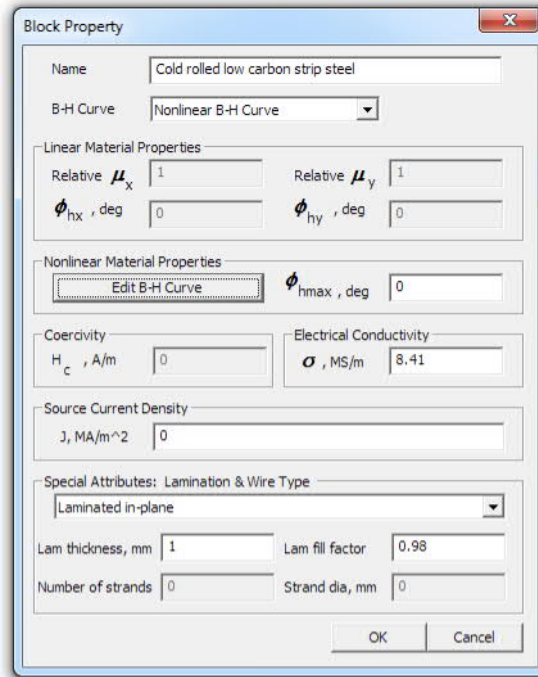 Block Property
Name Cold rolled low carbon strip steel
B-H Curve Nonlinear B-H Curve
Linear Material Properties
Relative μx 1 Relative μy 1
ϕhx , deg 0 ϕhy , deg 0
Nonlinear Material Properties
Edit B-H Curve ϕhmax , deg 0
Coercivity Electrical Conductivity
Hc , A/m 0 σ , MS/m 8.41
Source Current Density
J, MA/m^2 0
Special Attributes: Lamination & Wire Type
Laminated in-plane
Lam thickness, mm 1 Lam fill factor 0.98
Number of strands 0 Strand dia, mm 0
OK Cancel